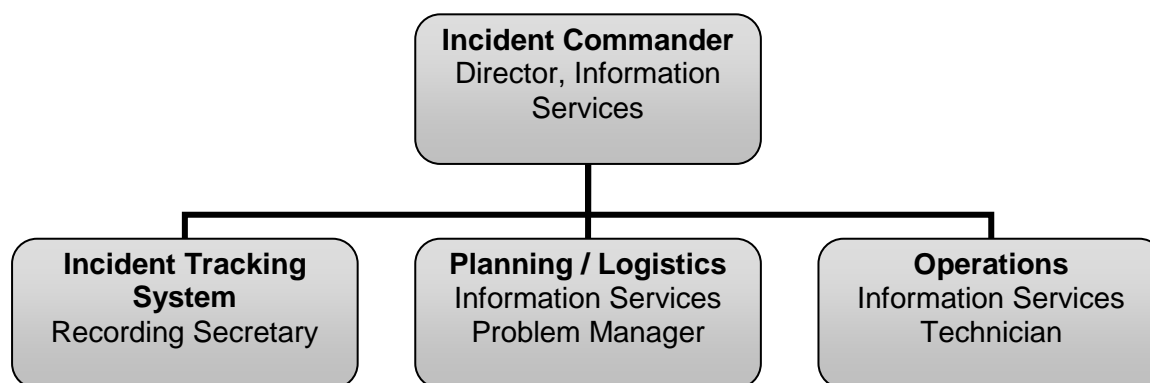 Incident Commander
Director, Information
Services
Incident Tracking
System
Recording Secretary
Planning / Logistics
Information Services
Problem Manager
Operations
Information Services
Technician